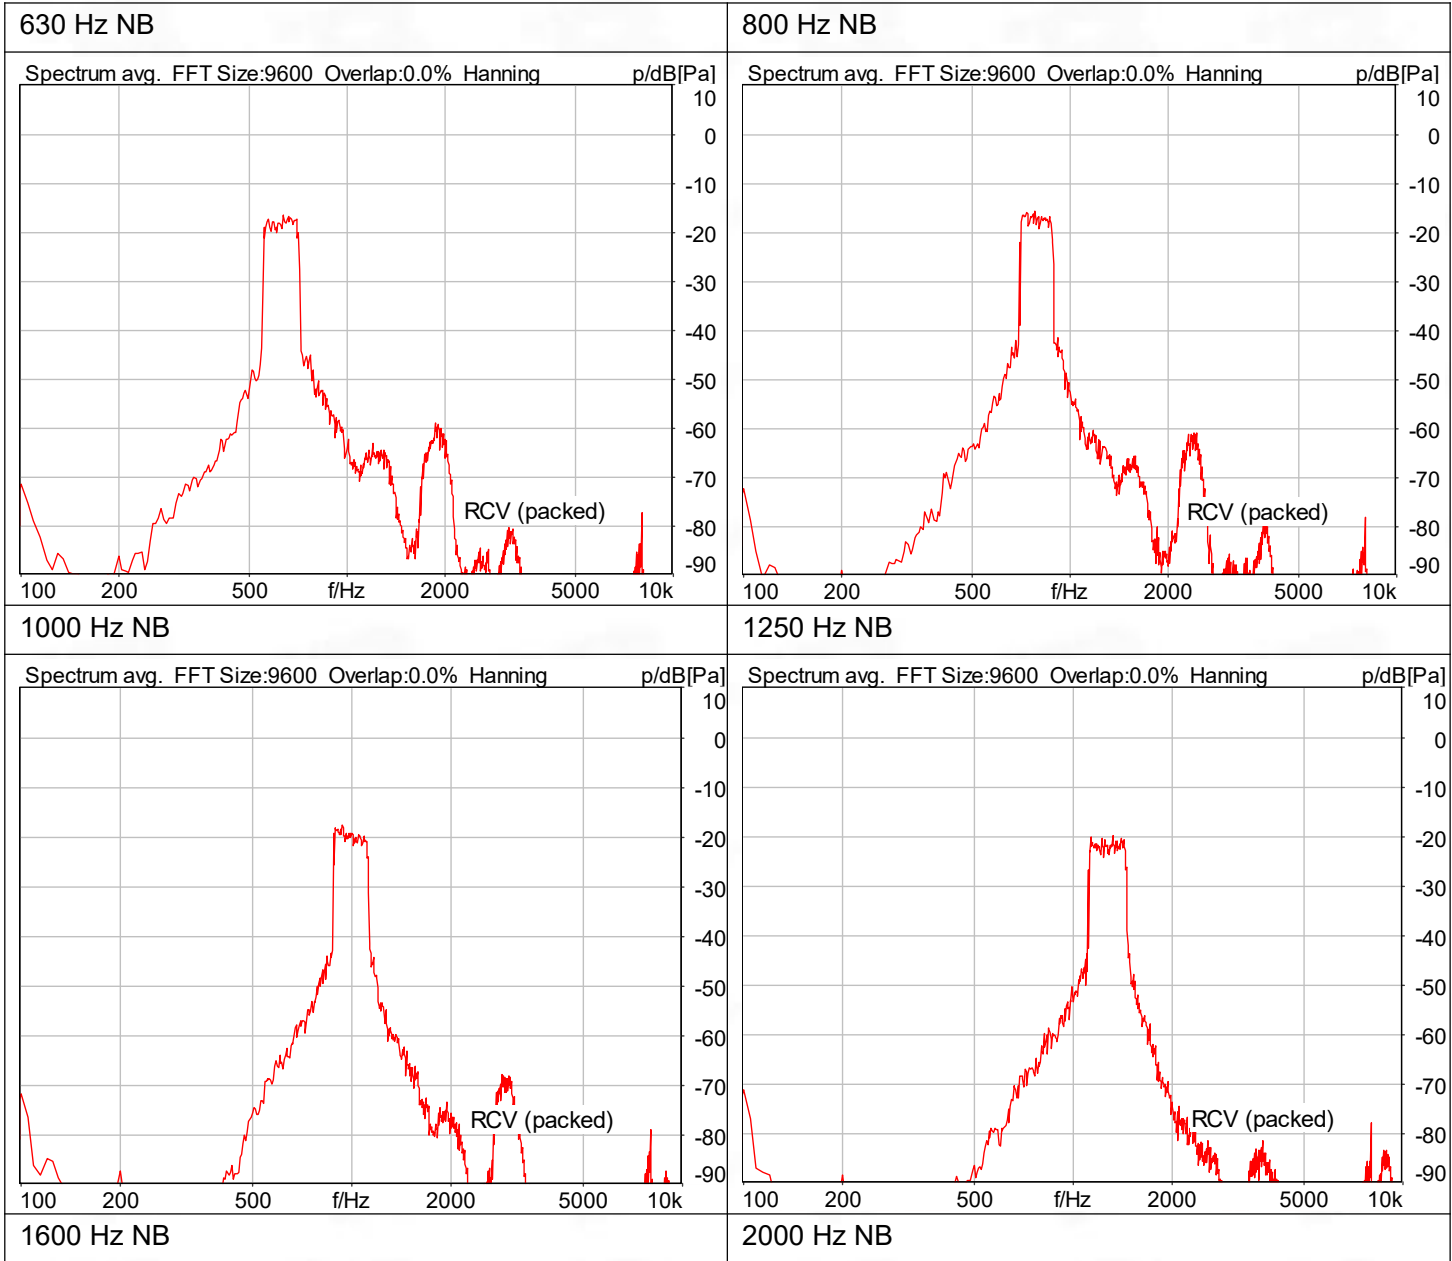 630 Hz NB
800 Hz NB
Spectrum avg. FFT Size:9600 Overlap:0.0% Hanning p/dB[Pa]
10
0
-10
-20
-30
-40
-50
-60
-70
RCV (packed)
-80
-90
100 200 500 f/Hz 2000 5000 10k
Spectrum avg. FFT Size:9600 Overlap:0.0% Hanning p/dB[Pa]
10
0
-10
-20
-30
-40
-50
-60
-70
RCV (packed)
-80
-90
100 200 500 f/Hz 2000 5000 10k
1000 Hz NB
1250 Hz NB
Spectrum avg. FFT Size:9600 Overlap:0.0% Hanning p/dB[Pa]
10
0
-10
-20
-30
-40
-50
-60
-70
RCV (packed)
-80
-90
100 200 500 f/Hz 2000 5000 10k
Spectrum avg. FFT Size:9600 Overlap:0.0% Hanning p/dB[Pa]
10
0
-10
-20
-30
-40
-50
-60
-70
RCV (packed)
-80
-90
100 200 500 f/Hz 2000 5000 10k
1600 Hz NB
2000 Hz NB